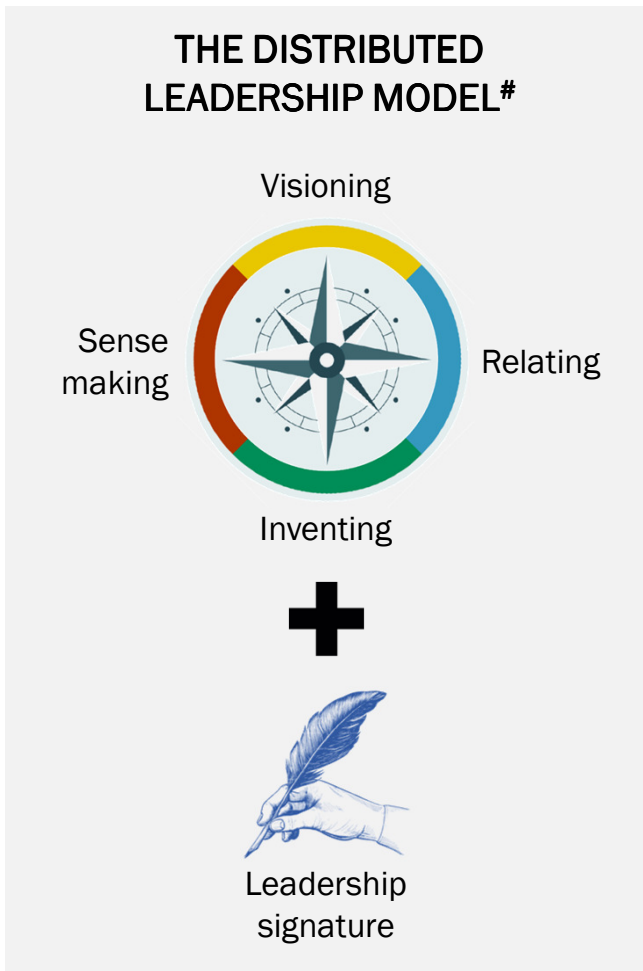 THE DISTRIBUTED
LEADERSHIP MODEL#
Visioning
Sense
making
Relating
Inventing
Leadership
signature